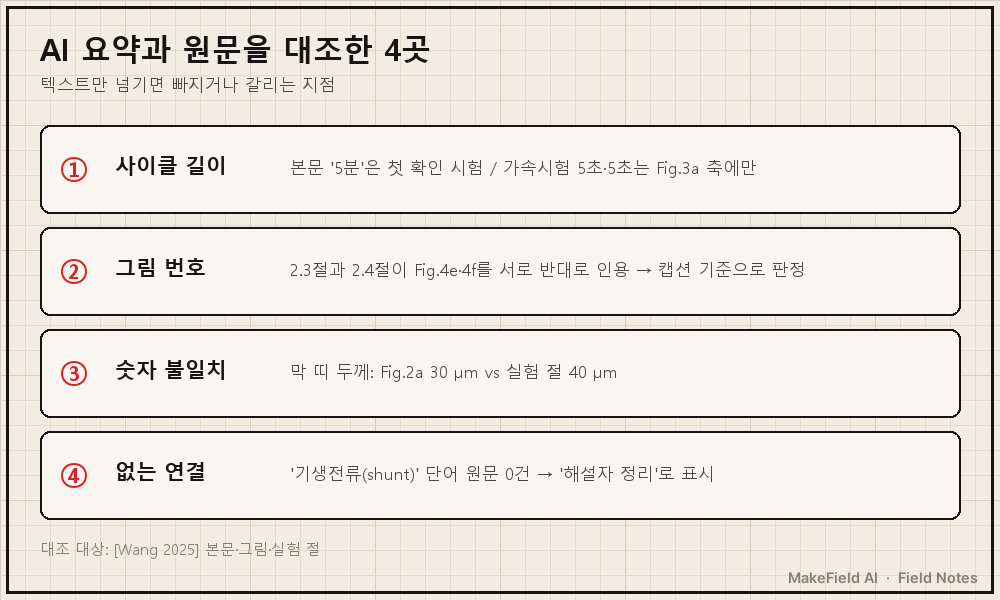 AI 요약과 원문을 대조한 4곳
텍스트만 넘기면 빠지거나 갈리는 지점
① 사이클 길이 본문 '5분'은 첫 확인 시험 / 가속시험 5초·5초는 Fig.3a 축에만
② 그림 번호 2.3절과 2.4절이 Fig.4e·4f를 서로 반대로 인용 → 캡션 기준으로 판정
③ 숫자 불일치 막 띠 두께: Fig.2a 30 μm vs 실험 절 40 μm
④ 없는 연결 '기생전류(shunt)' 단어 원문 0건 → '해설자 정리'로 표시
대조 대상: [Wang 2025] 본문·그림·실험 절
MakeField AI · Field Notes